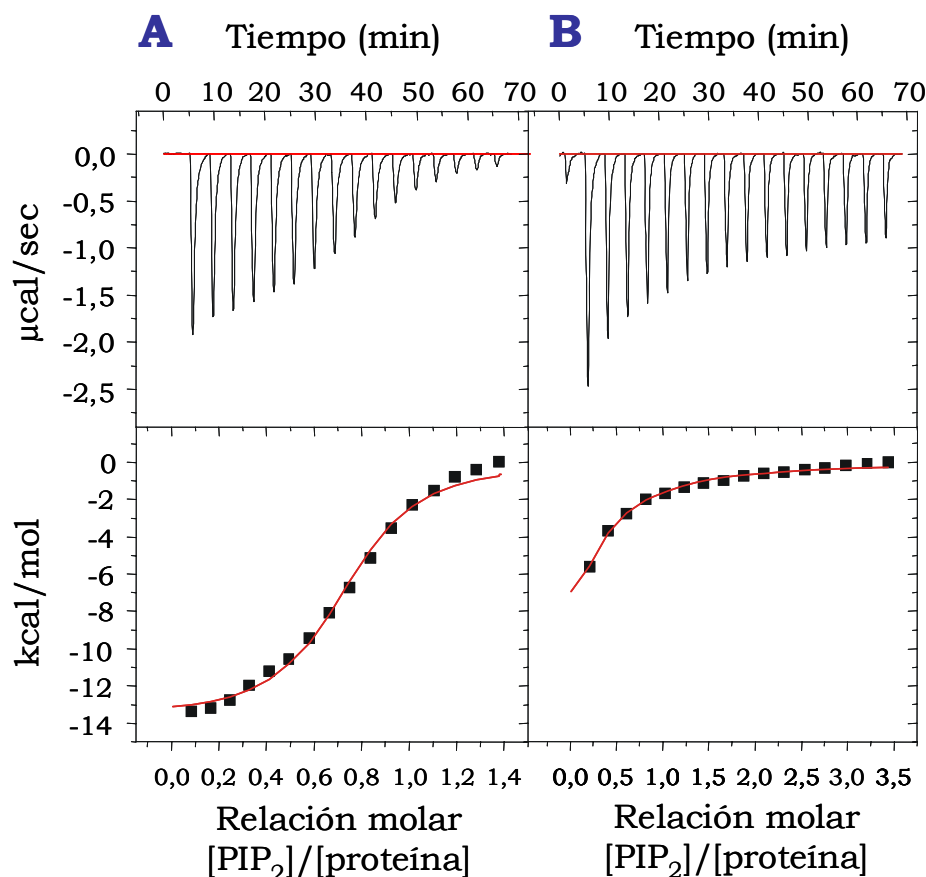 A Tiempo (min) B Tiempo (min)
0 10 20 30 40 50 60 70 0 10 20 30 40 50 60 70
0,0
-0,5
-1,0
-1,5
-2,0
-2,5
µcal/sec
0
-2
-4
-6
-8
-10
-12
-14
kcal/mol
0,0 0,2 0,4 0,6 0,8 1,0 1,2 1,4 0,0 0,5 1,0 1,5 2,0 2,5 3,0 3,5
Relación molar Relación molar
[PIP₂]/[proteína] [PIP₂]/[proteína]